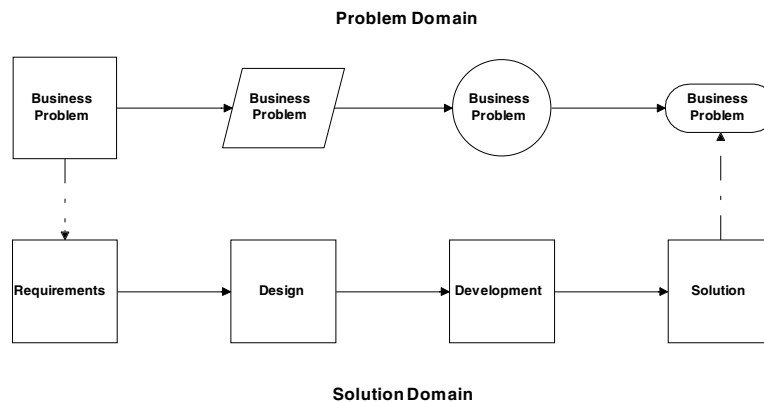 Problem Domain
Business
Problem
Business
Problem
Business
Problem
Business
Problem
Requirements
Design
Development
Solution
Solution Domain